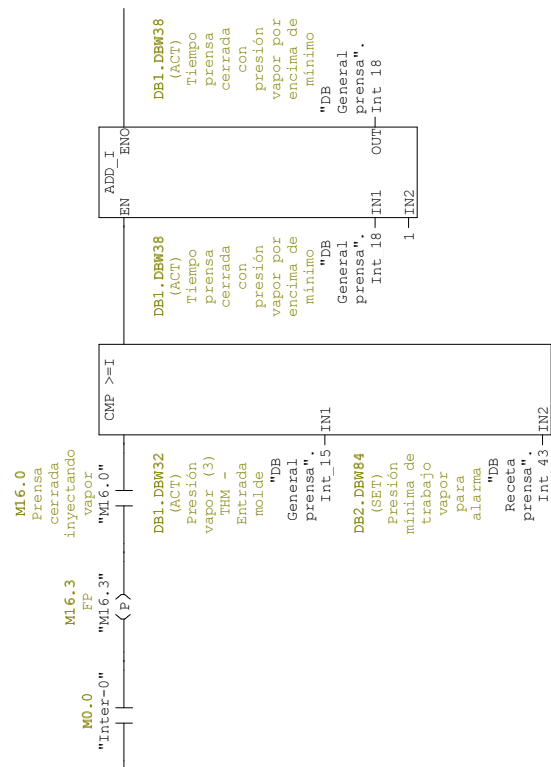 M0.0
"Inter-0"
M16.3
FP
"M16.3"
P
M16.0
Prensa
cerrada
inyectando
vapor
"M16.0"
CMP >=I
DB1.DBW32
(ACT)
Presión
vapor (3)
THM -
Entrada
molde
"DB
General
prensa".
Int_15
IN1
DB2.DBW84
(SET)
Presión
mínima de
trabajo
vapor
para
alarma
"DB
Receta
prensa".
Int 43
IN2
ADD_I
EN
ENO
DB1.DBW38
(ACT)
Tiempo
prensa
cerrada
con
presión
vapor por
encima de
mínimo
"DB
General
prensa".
Int 18
IN1
1
IN2
DB1.DBW38
(ACT)
Tiempo
prensa
cerrada
con
presión
vapor por
encima de
mínimo
"DB
General
prensa".
OUT
Int 18